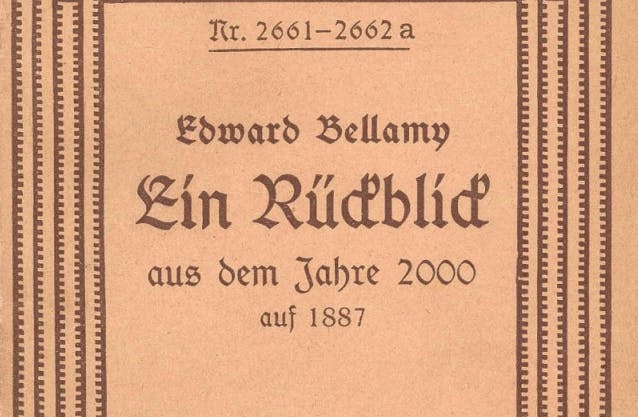 Nr. 2661–2662 a
Edward Bellamy
Ein Rückblick
aus dem Jahre 2000
auf 1887